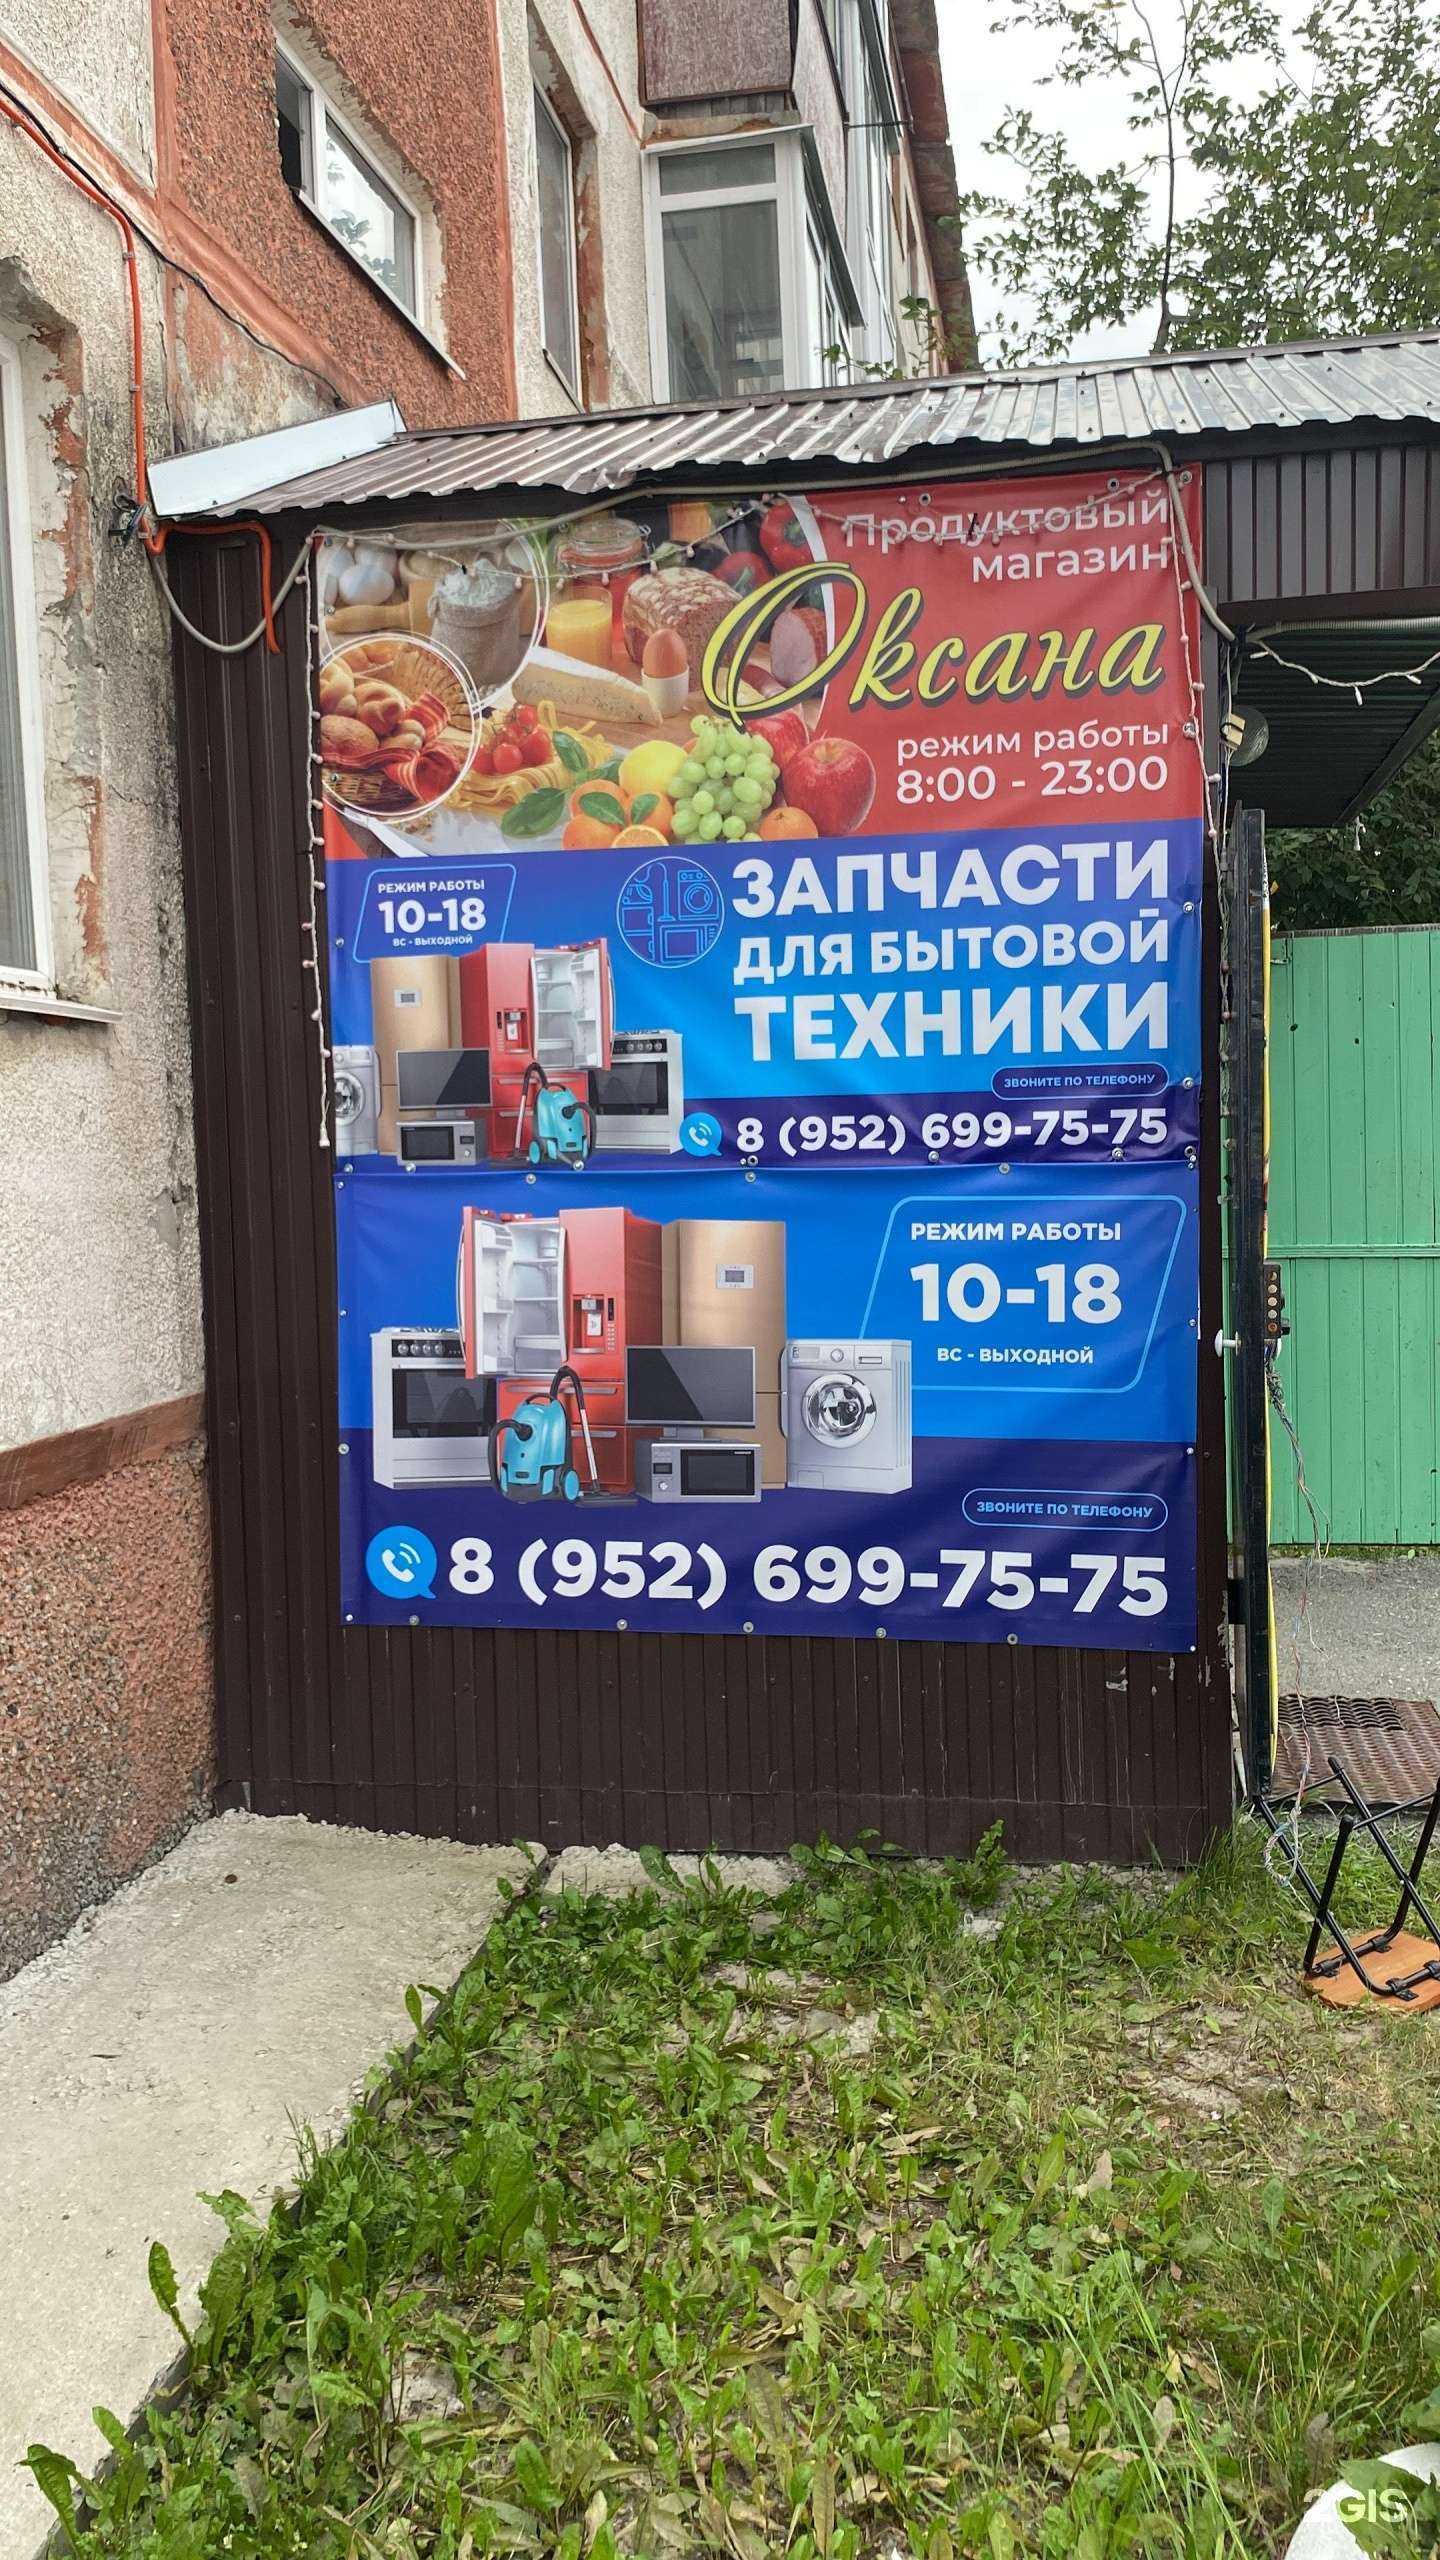 Продуктовый
магазин
Оксана
режим работы
8:00 - 23:00
РЕЖИМ РАБОТЫ
10-18
ВС - ВЫХОДНОЙ
ЗАПЧАСТИ
ДЛЯ БЫТОВОЙ
ТЕХНИКИ
ЗВОНИТЕ ПО ТЕЛЕФОНУ
8 (952) 699-75-75
РЕЖИМ РАБОТЫ
10-18
ВС - ВЫХОДНОЙ
ЗВОНИТЕ ПО ТЕЛЕФОНУ
8 (952) 699-75-75
2GIS